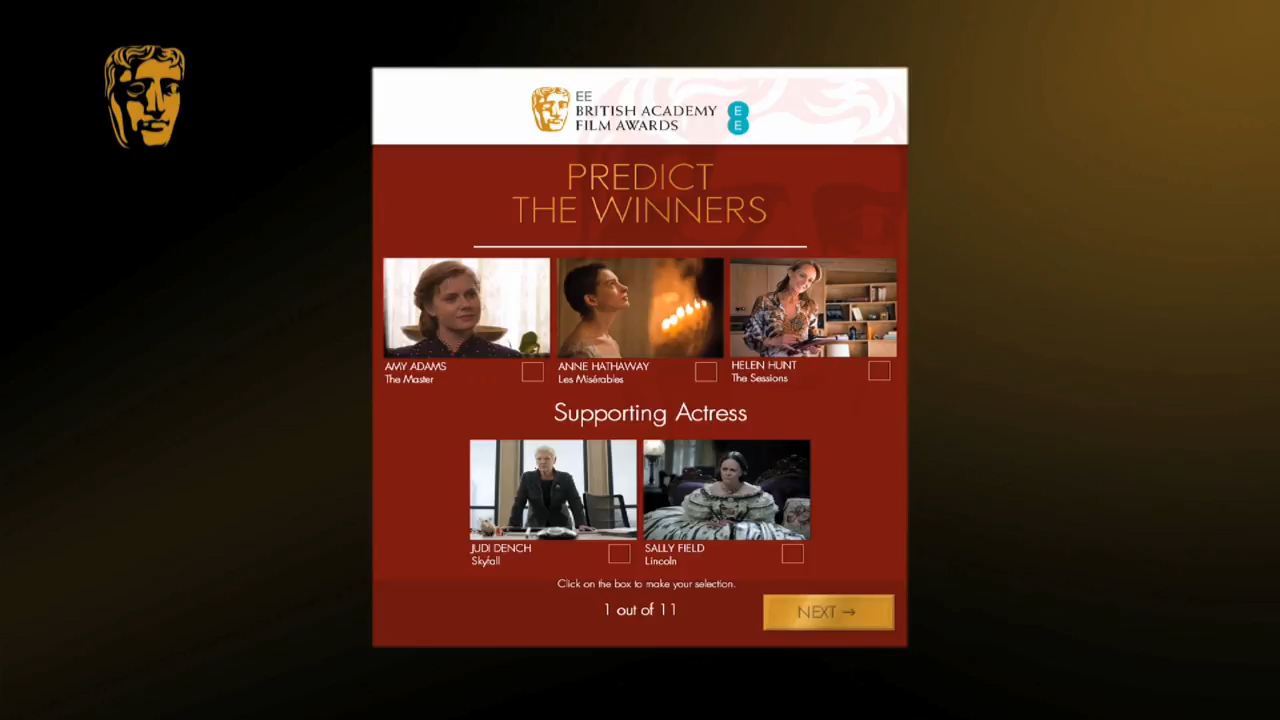 EE
BRITISH ACADEMY
FILM AWARDS
E
E
PREDICT
THE WINNERS
AMY ADAMS
The Master
ANNE HATHAWAY
Les Misérables
HELEN HUNT
The Sessions
Supporting Actress
JUDI DENCH
Skyfall
SALLY FIELD
Lincoln
Click on the box to make your selection.
1 out of 11
NEXT →